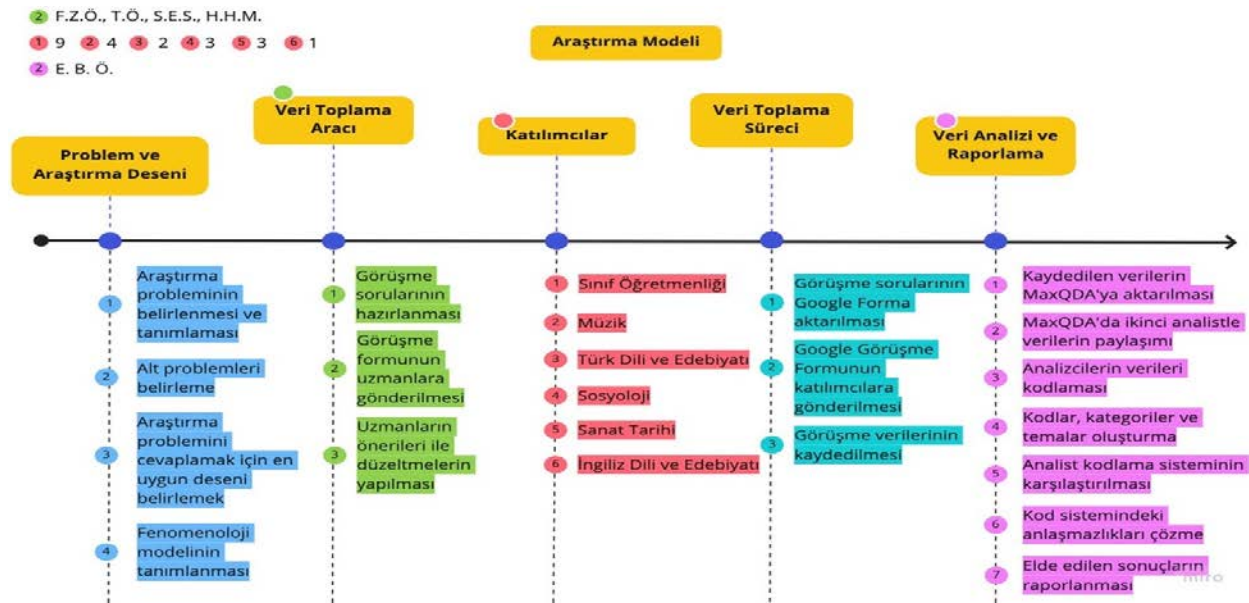 2 F.Z.Ö., T.Ö., S.E.S., H.H.M.
1 9 2 4 3 2 4 3 5 3 6 1
2 E. B. Ö.
Araştırma Modeli
Problem ve
Araştırma Deseni
Veri Toplama
Aracı
Katılımcılar
Veri Toplama
Süreci
Veri Analizi ve
Raporlama
1 Araştırma
probleminin
belirlenmesi ve
tanımlaması
2 Alt problemleri
belirleme
3 Araştırma
problemini
cevaplamak için en
uygun deseni
belirlemek
4 Fenomenoloji
modelinin
tanımlanması
1 Görüşme
sorularının
hazırlanması
2 Görüşme
formunun
uzmanlara
gönderilmesi
3 Uzmanların
önerileri ile
düzeltmelerin
yapılması
1 Sınıf Öğretmenliği
2 Müzik
3 Türk Dili ve Edebiyatı
4 Sosyoloji
5 Sanat Tarihi
6 İngiliz Dili ve Edebiyatı
1 Görüşme sorularının
Google Forma
aktarılması
2 Google Görüşme
Formunun
katılımcılara
gönderilmesi
3 Görüşme verilerinin
kaydedilmesi
1 Kaydedilen verilerin
MaxQDA'ya aktarılması
2 MaxQDA'da ikinci analistle
verilerin paylaşımı
3 Analizcilerin verileri
kodlaması
4 Kodlar, kategoriler ve
temalar oluşturma
5 Analist kodlama sisteminin
karşılaştırılması
6 Kod sistemindeki
anlaşmazlıkları çözme
7 Elde edilen sonuçların
raporlanması
miro